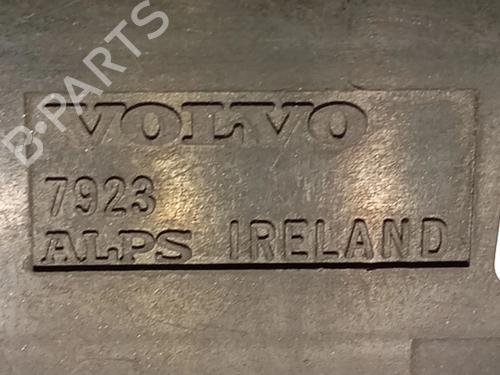 B-PARTS
VOLVO
7923
ALPS IRELAND